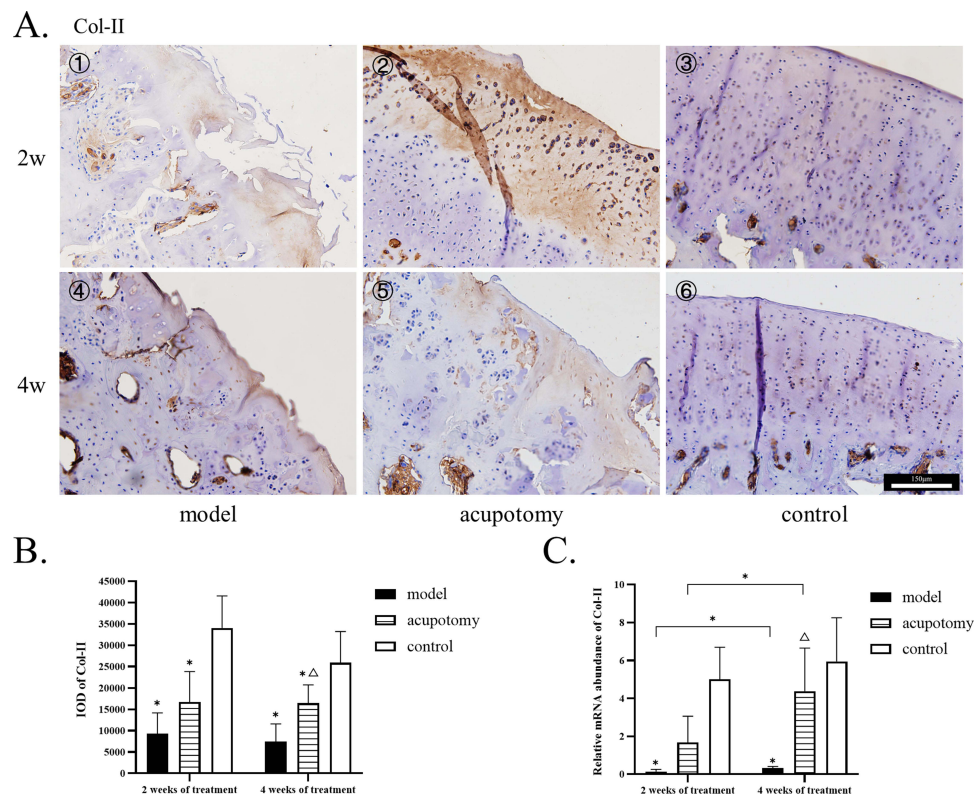 A.
Col-II
① ② ③
2w
④ ⑤ ⑥
4w
150μm
model acupotomy control
B.
IOD of Col-II
45000
40000
35000
30000
25000
20000
15000
10000
5000
0
* * * * △
2 weeks of treatment 4 weeks of treatment
model
acupotomy
control
C.
Relative mRNA abundance of Col-II
10
8
6
4
2
0
*
*
△
* *
2 weeks of treatment 4 weeks of treatment
model
acupotomy
control